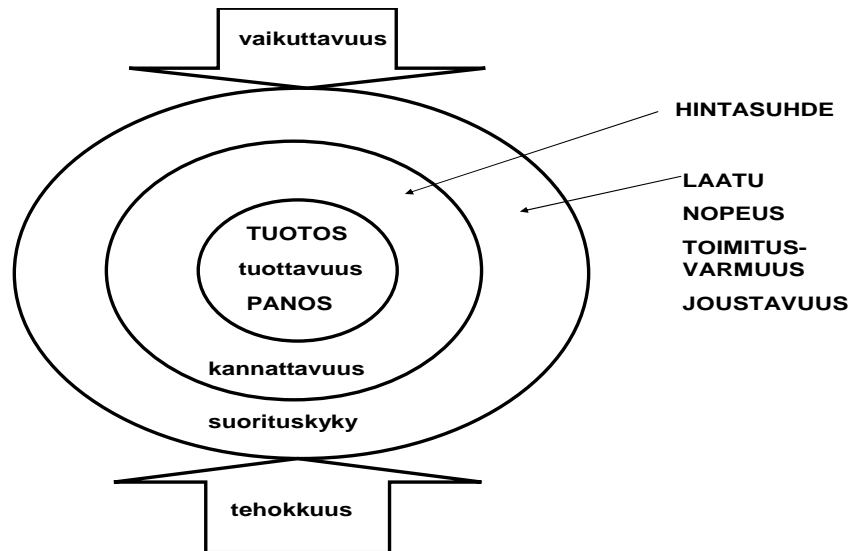 vaikuttavuus
HINTASUHDE
LAATU
NOPEUS
TOIMITUS-
VARMUUS
JOUSTAVUUS
TUOTOS
tuottavuus
PANOS
kannattavuus
suorituskyky
tehokkuus